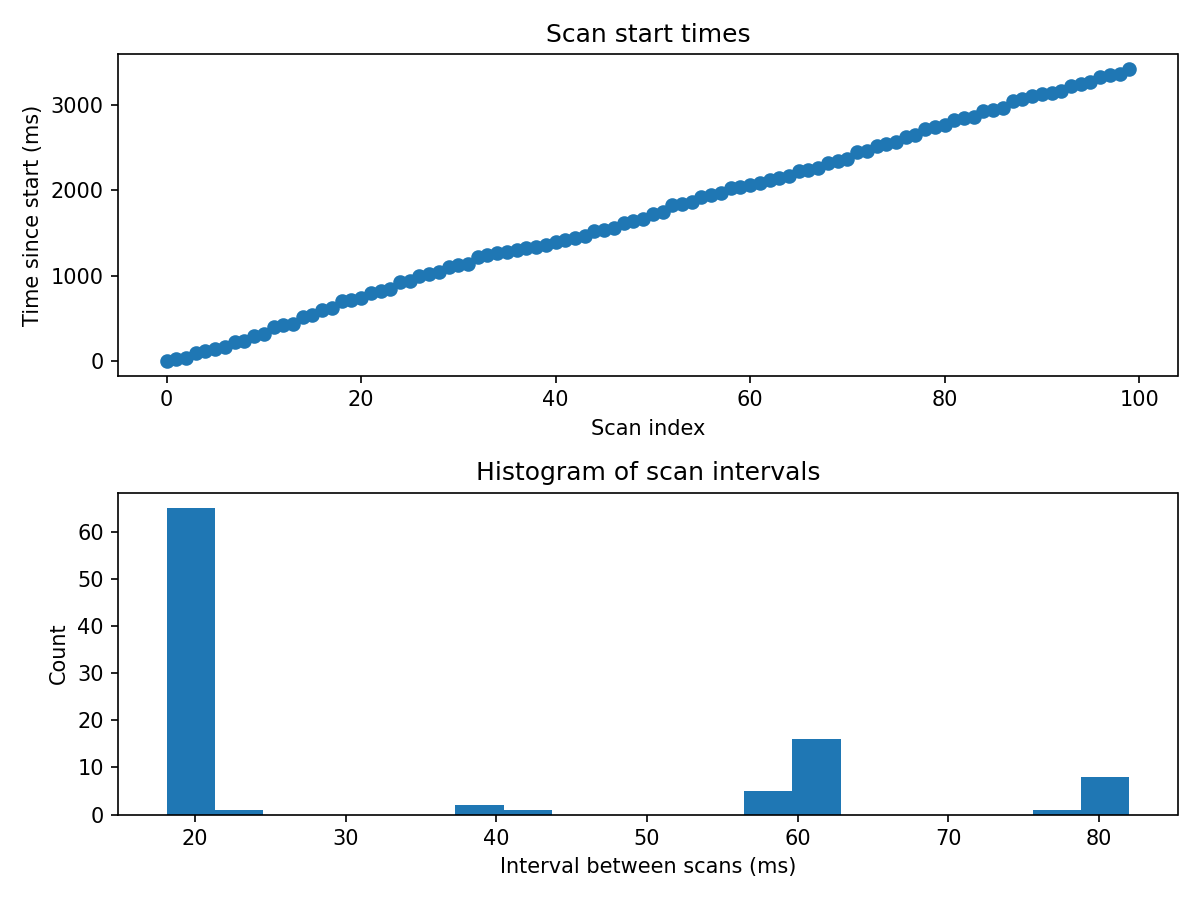 Scan start times
Time since start (ms)
3000
2000
1000
0
0 20 40 60 80 100
Scan index
Histogram of scan intervals
Count
60
50
40
30
20
10
0
20 30 40 50 60 70 80
Interval between scans (ms)